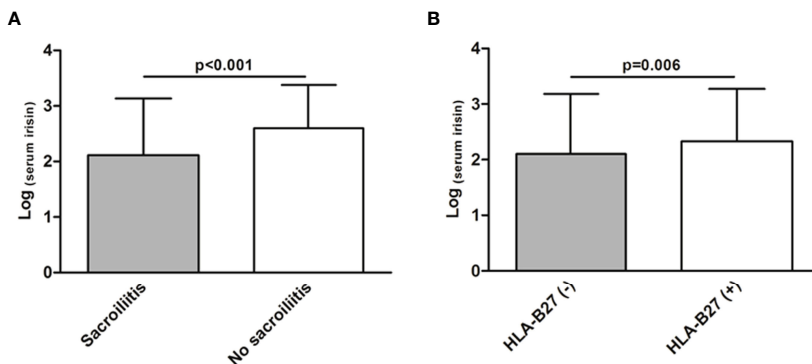 A
4
3
2
1
0
Log (serum irisin)
p<0.001
Sacroiliitis
No sacroiliitis
B
4
3
2
1
0
Log (serum irisin)
p=0.006
HLA-B27 (-)
HLA-B27 (+)